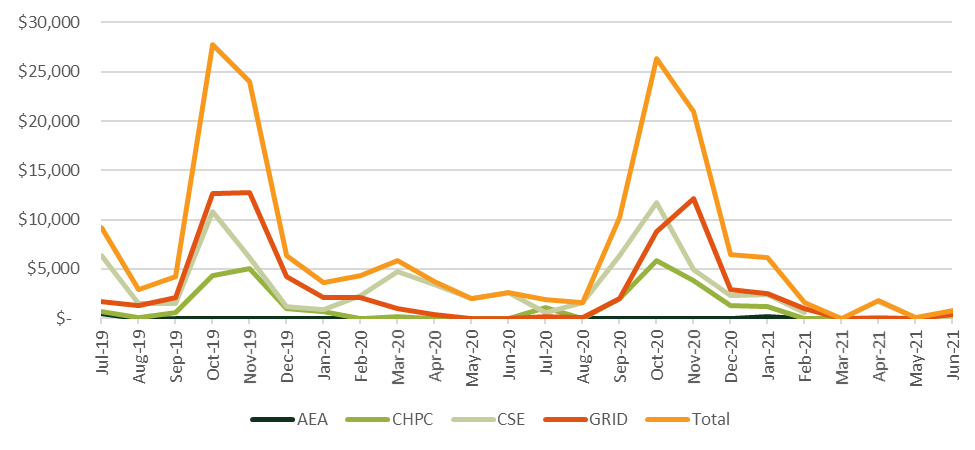 $30,000
$25,000
$20,000
$15,000
$10,000
$5,000
$-
Jul-19
Aug-19
Sep-19
Oct-19
Nov-19
Dec-19
Jan-20
Feb-20
Mar-20
Apr-20
May-20
Jun-20
Jul-20
Aug-20
Sep-20
Oct-20
Nov-20
Dec-20
Jan-21
Feb-21
Mar-21
Apr-21
May-21
Jun-21
AEA CHPC CSE GRID Total